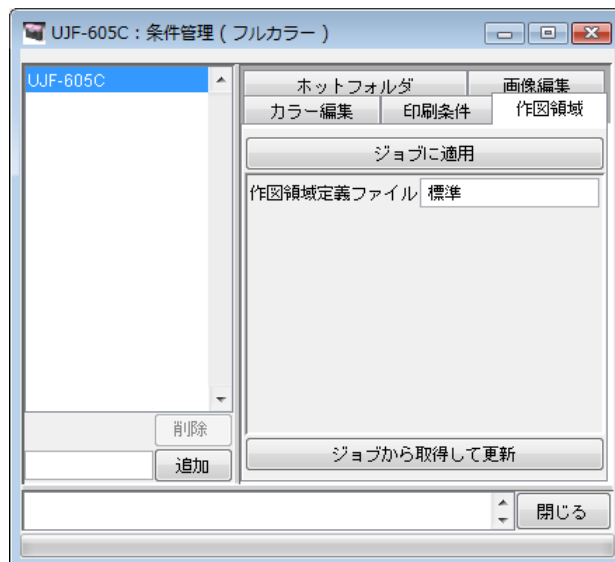 UJF-605C：条件管理 ( フルカラー )
UJF-605C
ホットフォルダ
画像編集
カラー編集
印刷条件
作図領域
ジョブに適用
作図領域定義ファイル 標準
削除
追加
ジョブから取得して更新
閉じる